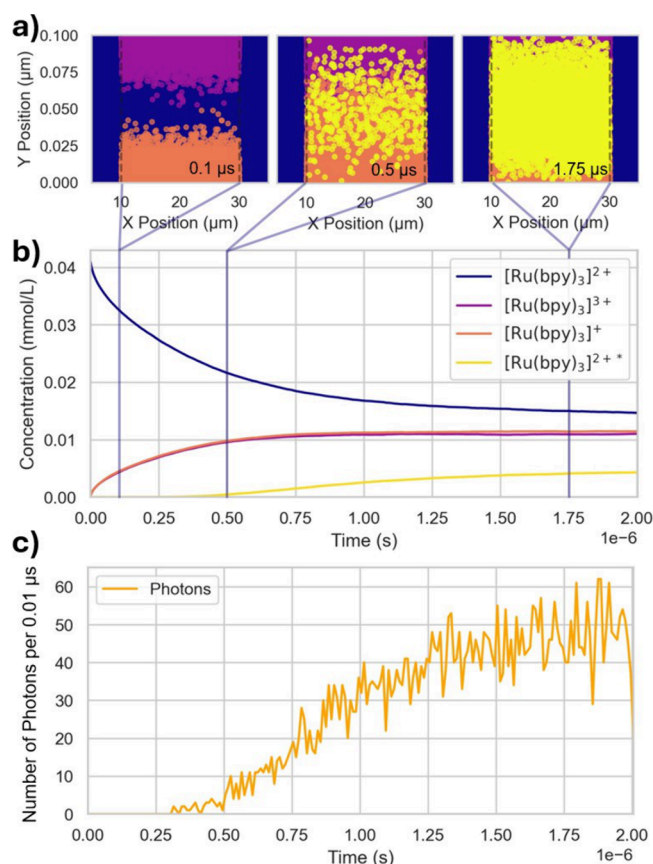 a)
Y Position (µm)
0.100
0.075
0.050
0.025
0.000
0.1 µs
0.5 µs
1.75 µs
10 20 30
10 20 30
10 20 30
X Position (µm)
X Position (µm)
X Position (µm)
b)
Concentration (mmol/L)
0.04
0.03
0.02
0.01
0.00
[Ru(bpy)₃]²⁺
[Ru(bpy)₃]³⁺
[Ru(bpy)₃]⁺
[Ru(bpy)₃]²⁺*
0.00 0.25 0.50 0.75 1.00 1.25 1.50 1.75 2.00
Time (s)
1e−6
c)
Number of Photons per 0.01 µs
60
50
40
30
20
10
0
Photons
0.00 0.25 0.50 0.75 1.00 1.25 1.50 1.75 2.00
Time (s)
1e−6